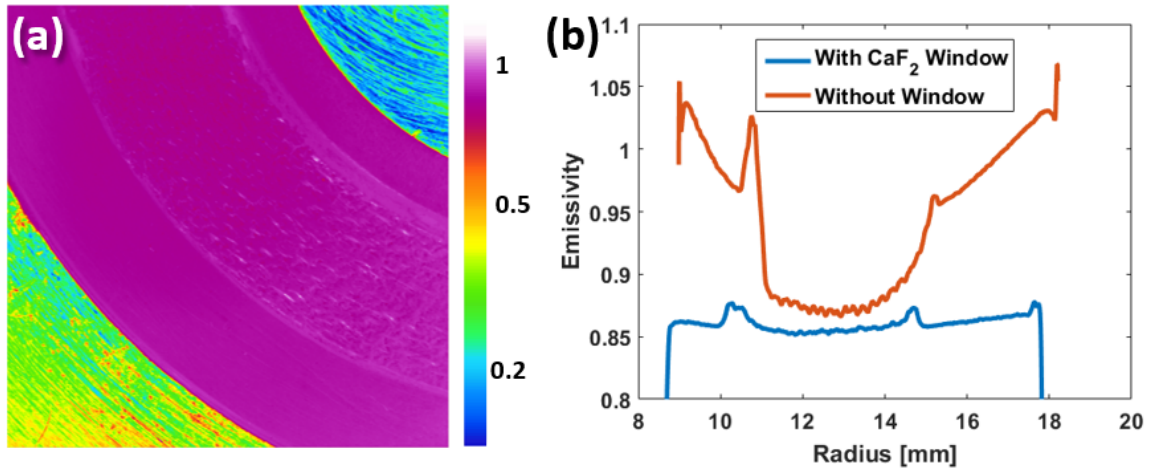 (a)
1
0.5
0.2
(b)
1.1
1.05
1
0.95
0.9
0.85
0.8
Emissivity
With CaF2 Window
Without Window
8 10 12 14 16 18 20
Radius [mm]